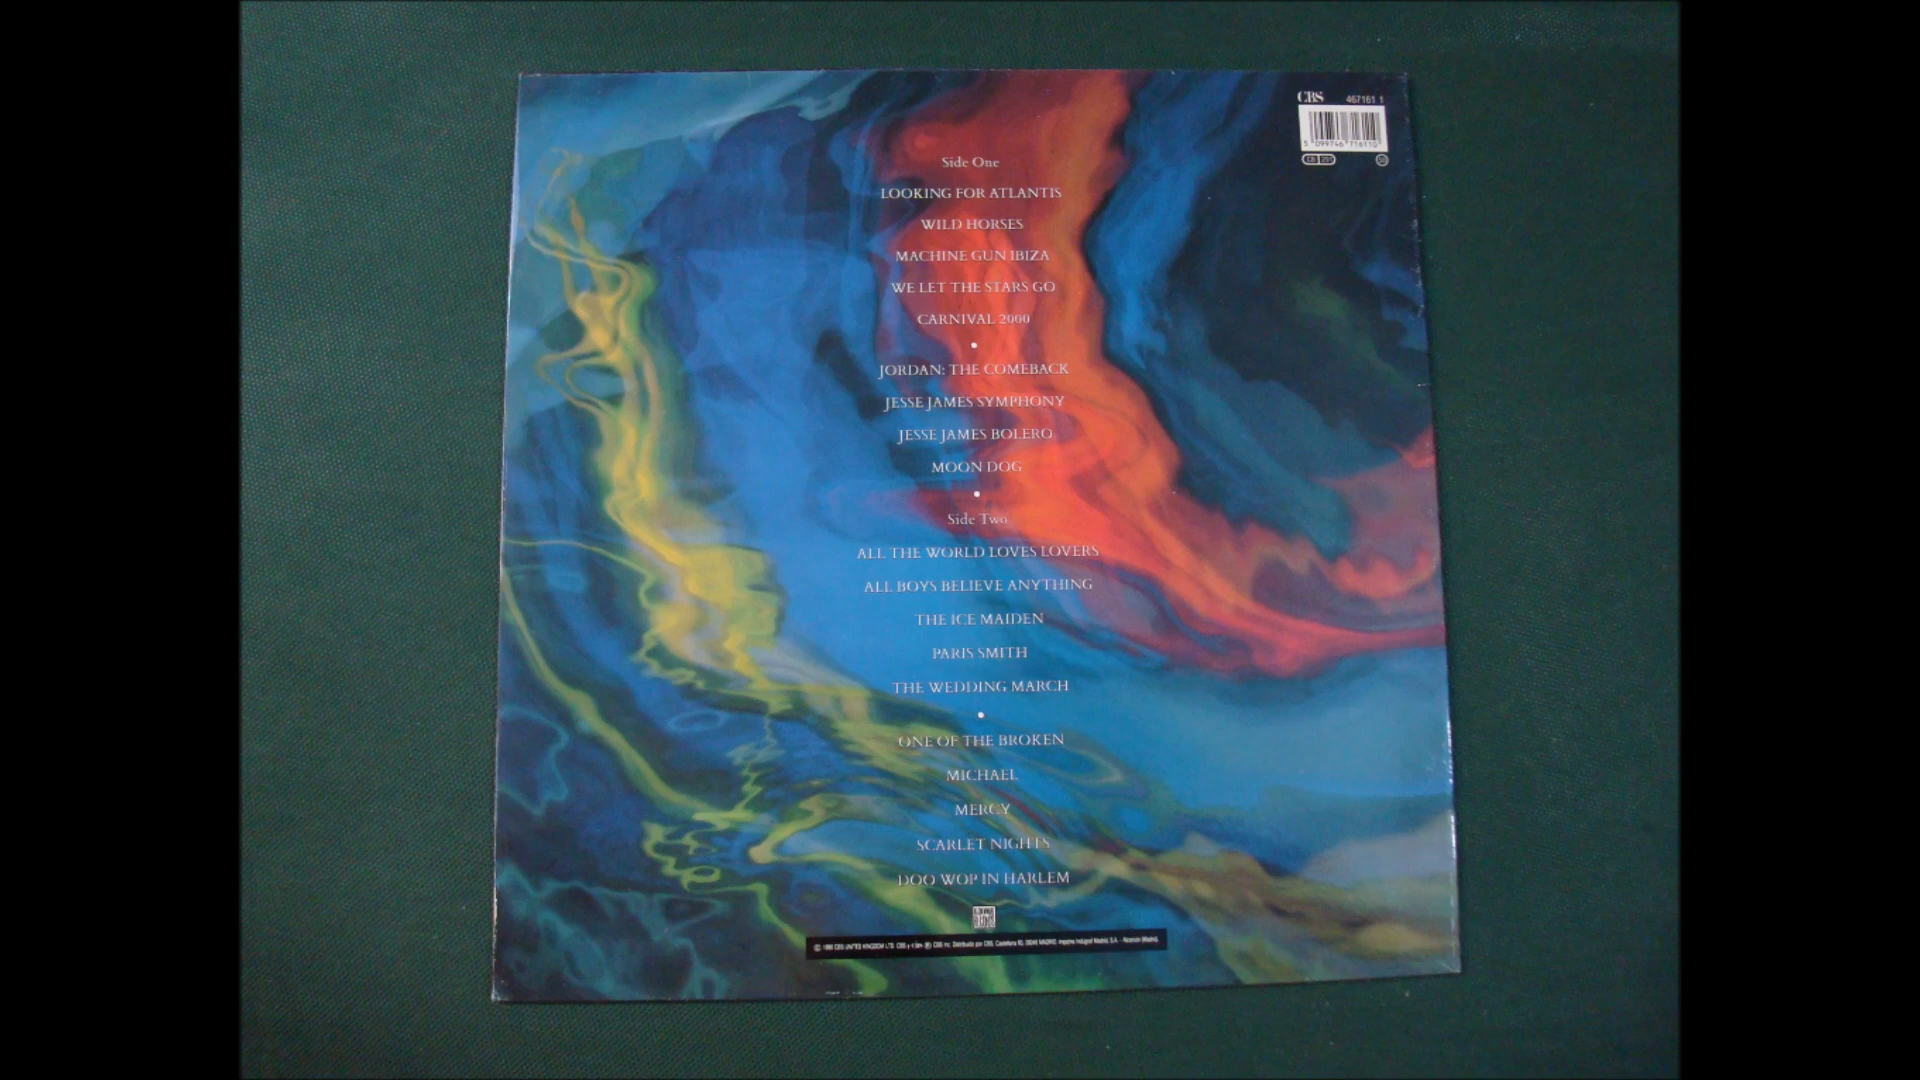 CBS 467161 1
5 099746 716110
Side One
LOOKING FOR ATLANTIS
WILD HORSES
MACHINE GUN IBIZA
WE LET THE STARS GO
CARNIVAL 2000
JORDAN: THE COMEBACK
JESSE JAMES SYMPHONY
JESSE JAMES BOLERO
MOON DOG
Side Two
ALL THE WORLD LOVES LOVERS
ALL BOYS BELIEVE ANYTHING
THE ICE MAIDEN
PARIS SMITH
THE WEDDING MARCH
ONE OF THE BROKEN
MICHAEL
MERCY
SCARLET NIGHTS
DOO WOP IN HARLEM